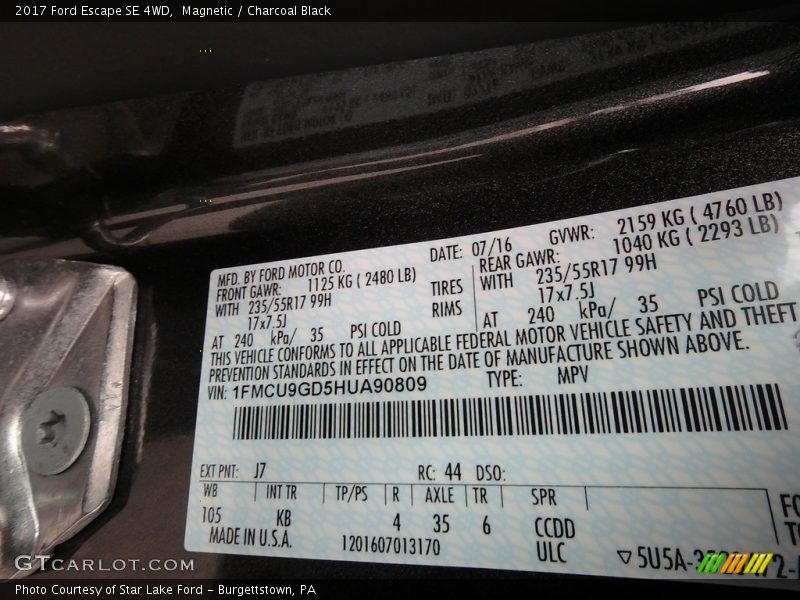 2017 Ford Escape SE 4WD,  Magnetic / Charcoal Black
MFD. BY FORD MOTOR CO. DATE: 07/16 GVWR: 2159 KG ( 4760 LB)
FRONT GAWR: 1125 KG ( 2480 LB) REAR GAWR: 1040 KG ( 2293 LB)
WITH 235/55R17 99H TIRES WITH 235/55R17 99H
17x7.5J RIMS 17x7.5J
AT 240 kPa/ 35 PSI COLD AT 240 kPa/ 35 PSI COLD
THIS VEHICLE CONFORMS TO ALL APPLICABLE FEDERAL MOTOR VEHICLE SAFETY AND THEFT
PREVENTION STANDARDS IN EFFECT ON THE DATE OF MANUFACTURE SHOWN ABOVE.
VIN: 1FMCU9GD5HUA90809 TYPE: MPV
EXT PNT: J7 RC: 44 DSO:
WB INT TR TP/PS R AXLE TR SPR
105 KB 4 35 6 CCDD
MADE IN U.S.A. 1201607013170 ULC
5U5A-
GTCARLOT.COM
Photo Courtesy of Star Lake Ford - Burgettstown, PA